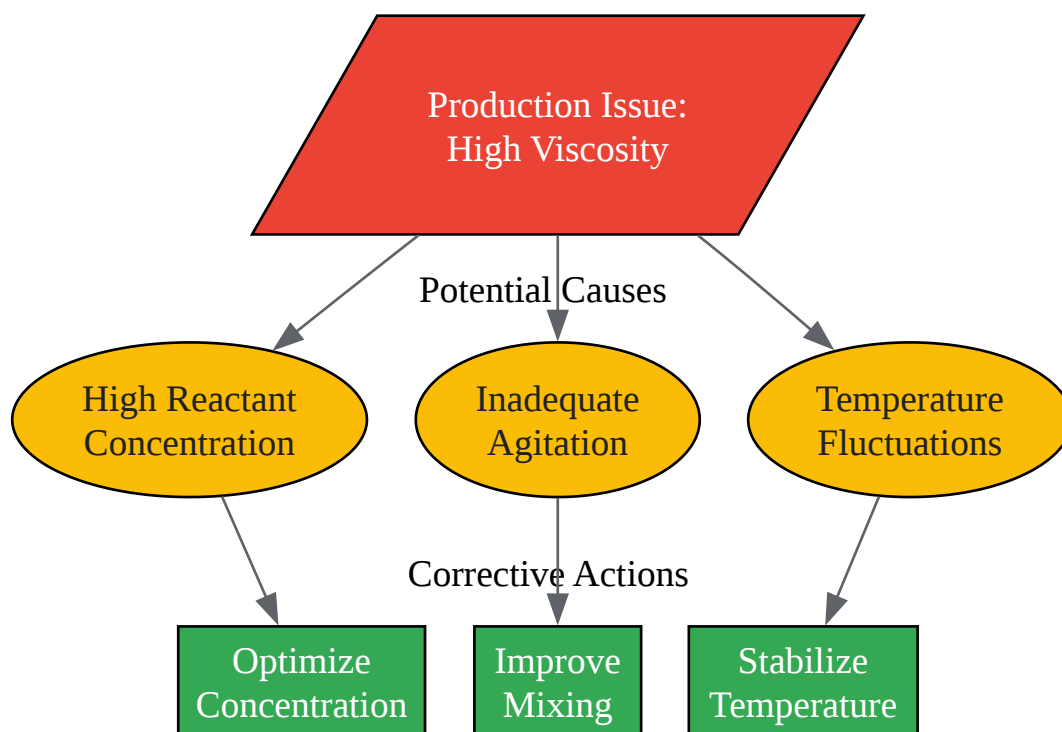 Production Issue:
High Viscosity
Potential Causes
High Reactant
Concentration
Inadequate
Agitation
Temperature
Fluctuations
Corrective Actions
Optimize
Concentration
Improve
Mixing
Stabilize
Temperature